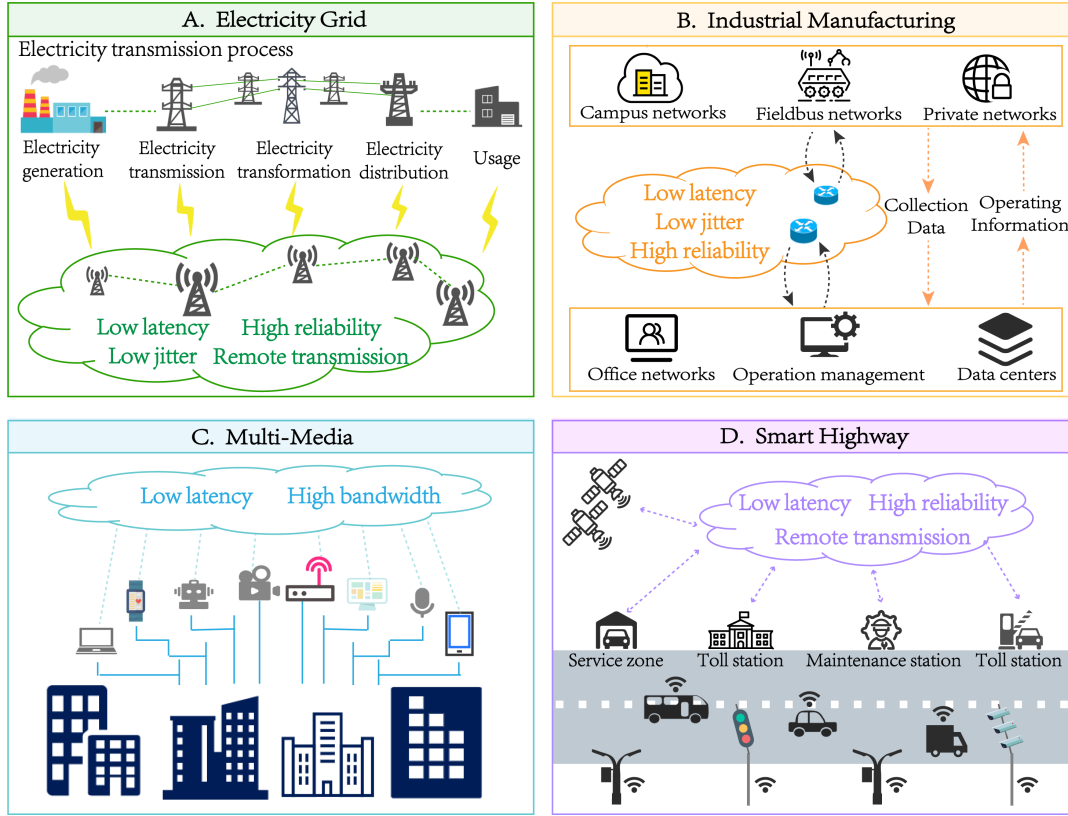 A. Electricity Grid
Electricity transmission process
Electricity
generation
Electricity
transmission
Electricity
transformation
Electricity
distribution
Usage
Low latency
High reliability
Low jitter
Remote transmission
B. Industrial Manufacturing
Campus networks
Fieldbus networks
Private networks
Low latency
Low jitter
High reliability
Collection
Data
Operating
Information
Office networks
Operation management
Data centers
C. Multi-Media
Low latency
High bandwidth
D. Smart Highway
Low latency
High reliability
Remote transmission
Service zone
Toll station
Maintenance station
Toll station